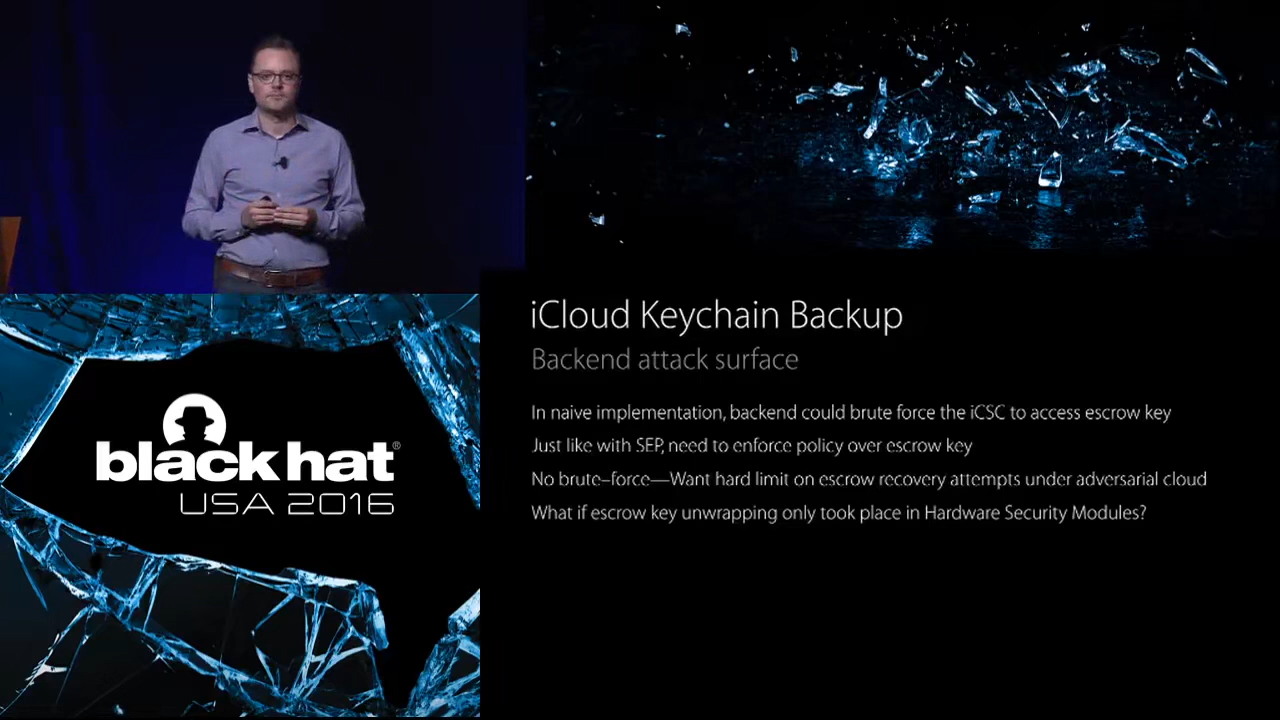 iCloud Keychain Backup
Backend attack surface
In naive implementation, backend could brute force the iCSC to access escrow key
Just like with SEP, need to enforce policy over escrow key
No brute-force—Want hard limit on escrow recovery attempts under adversarial cloud
What if escrow key unwrapping only took place in Hardware Security Modules?
black hat®
USA 2016